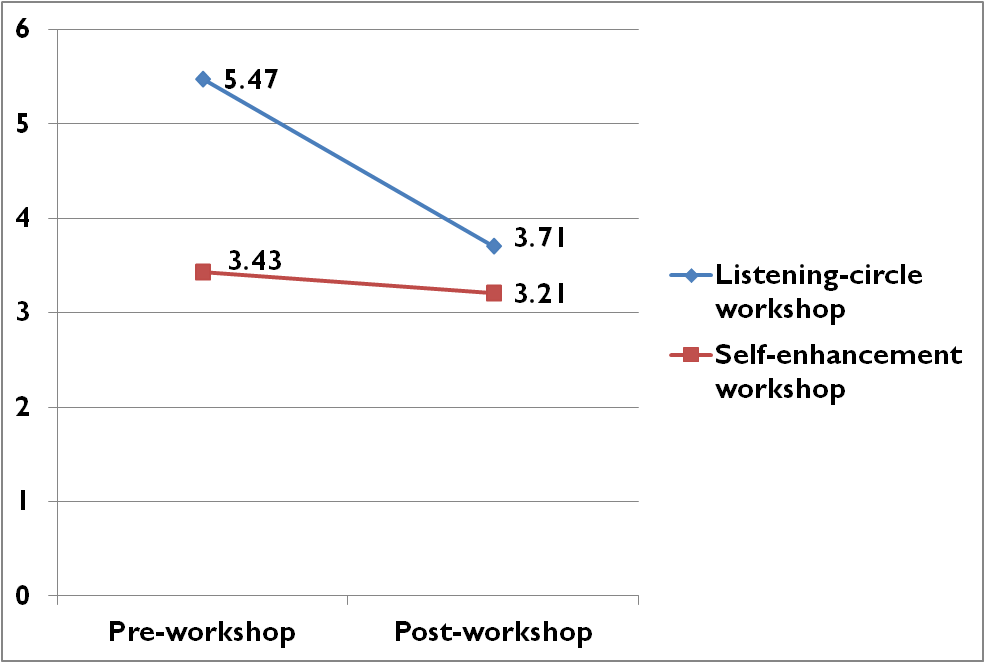 6
5
4
3
2
1
0
5.47
3.71
3.43
3.21
Pre-workshop
Post-workshop
Listening-circle
workshop
Self-enhancement
workshop